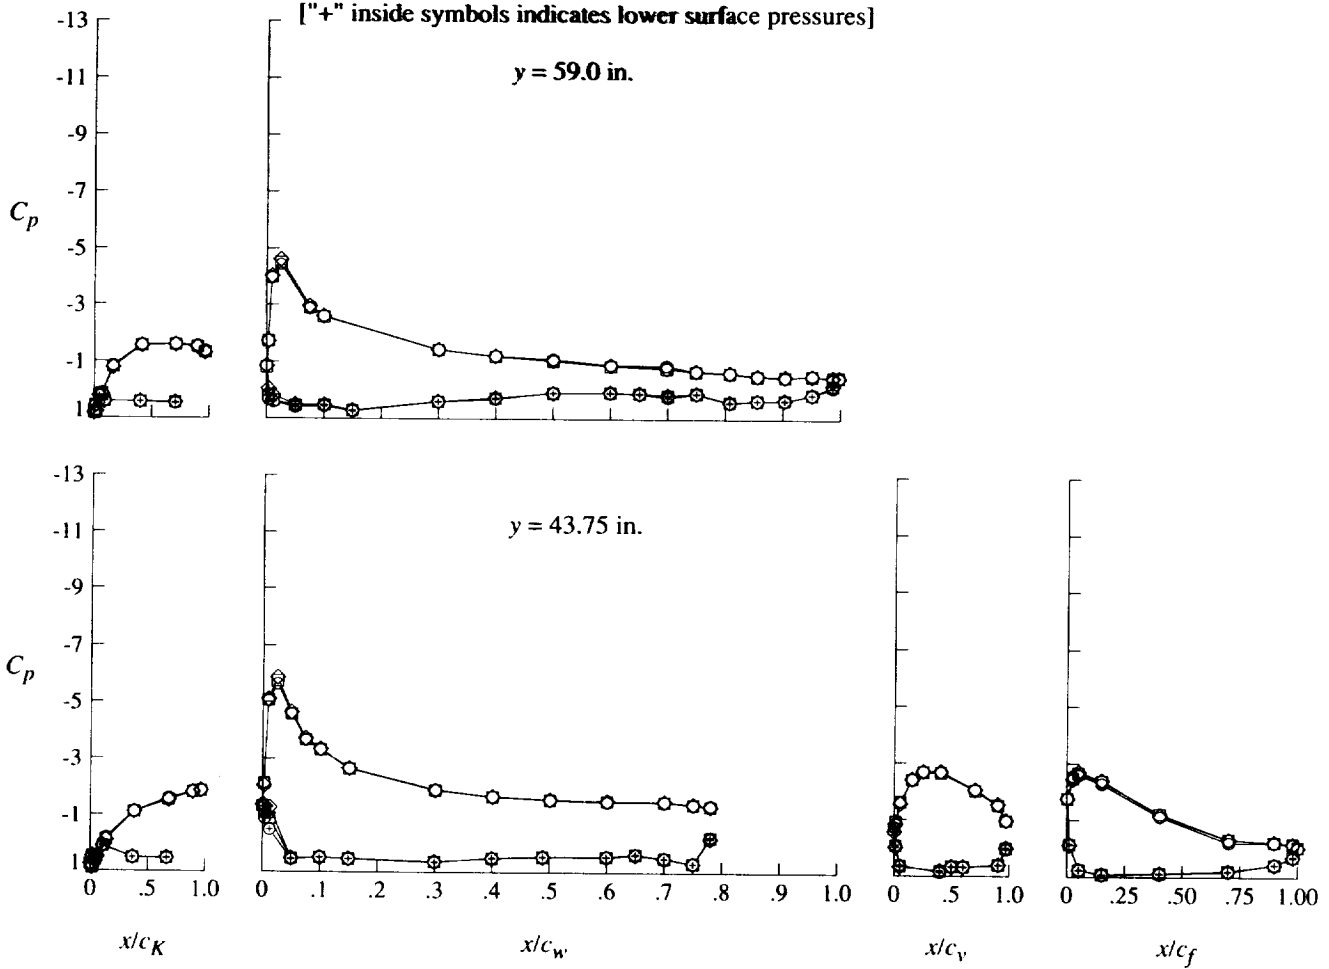 ["+" inside symbols indicates lower surface pressures]
y = 59.0 in.
-13
-11
-9
-7
-5
-3
-1
1
C_p
y = 43.75 in.
-13
-11
-9
-7
-5
-3
-1
1
C_p
0 .5 1.0
0 .1 .2 .3 .4 .5 .6 .7 .8 .9 1.0
0 .5 1.0
0 .25 .50 .75 1.00
x/c_K
x/c_w
x/c_v
x/c_f